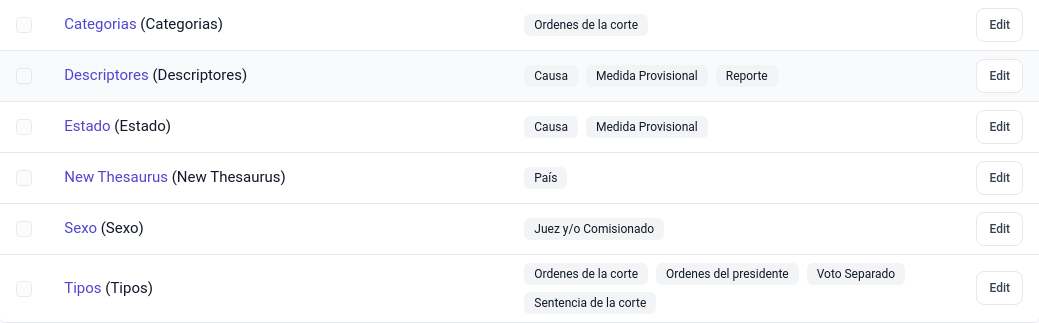 Categorias (Categorias) Ordenes de la corte Edit
Descriptores (Descriptores) Causa Medida Provisional Reporte Edit
Estado (Estado) Causa Medida Provisional Edit
New Thesaurus (New Thesaurus) País Edit
Sexo (Sexo) Juez y/o Comisionado Edit
Tipos (Tipos) Ordenes de la corte Ordenes del presidente Voto Separado Edit
Sentencia de la corte